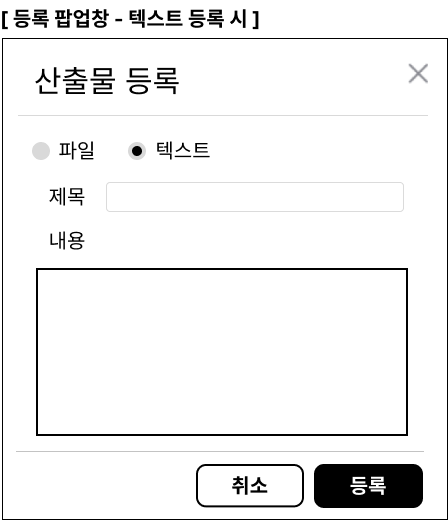 [ 등록 팝업창 - 텍스트 등록 시 ]
산출물 등록
파일 텍스트
제목
내용
취소 등록